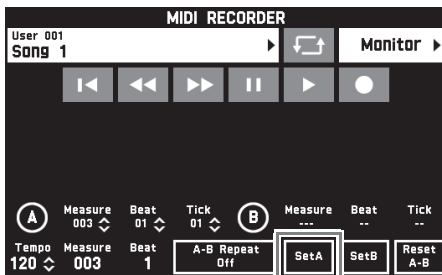 MIDI RECORDER
User 001
Song 1
Monitor
A
Measure Beat Tick
003 01 01
B
Measure Beat Tick
--- -- --
Tempo Measure Beat
120 003 1
A-B Repeat
Off
SetA
SetB
Reset
A-B